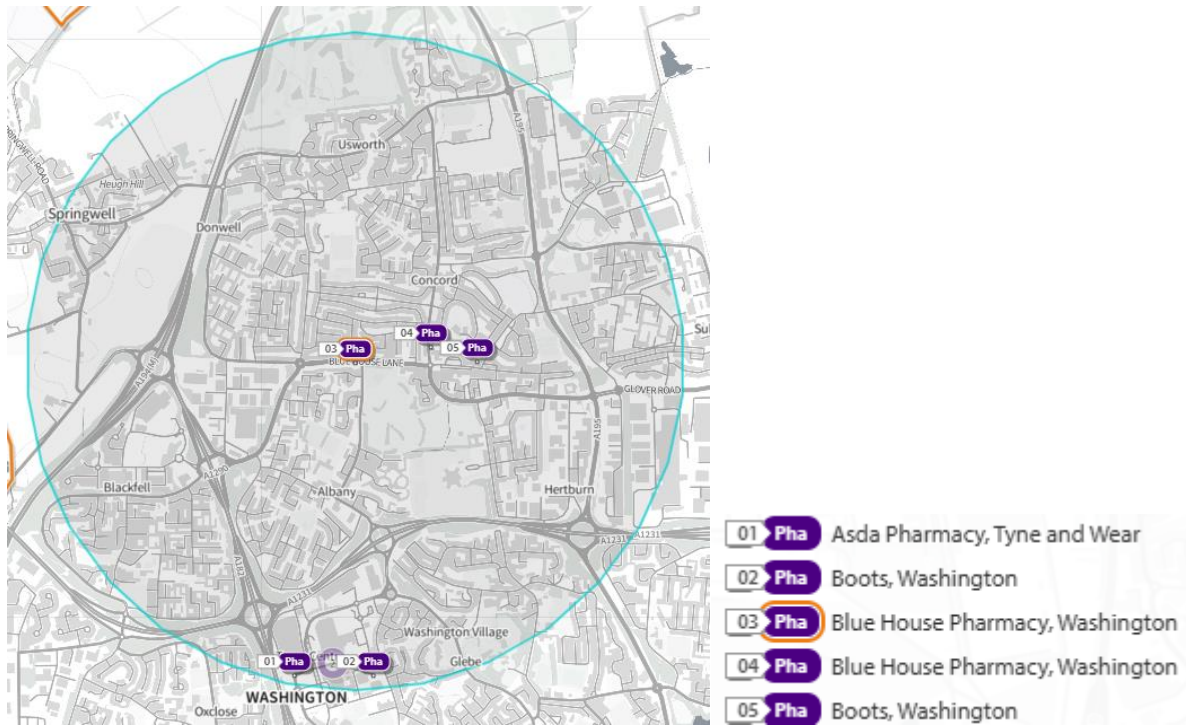 A195
Usworth
Heugh Hill
Springwell
Donwell
Concord
04 Pha
03 Pha
05 Pha
BLUE HOUSE LANE
GLOVER ROAD
A194(M)
A195
A1290
Blackfell
Albany
Hertburn
A1231
A1231
A182
A1231
Washington Village
01 Pha
02 Pha
Glebe
WASHINGTON
Oxclose
01 Pha Asda Pharmacy, Tyne and Wear
02 Pha Boots, Washington
03 Pha Blue House Pharmacy, Washington
04 Pha Blue House Pharmacy, Washington
05 Pha Boots, Washington